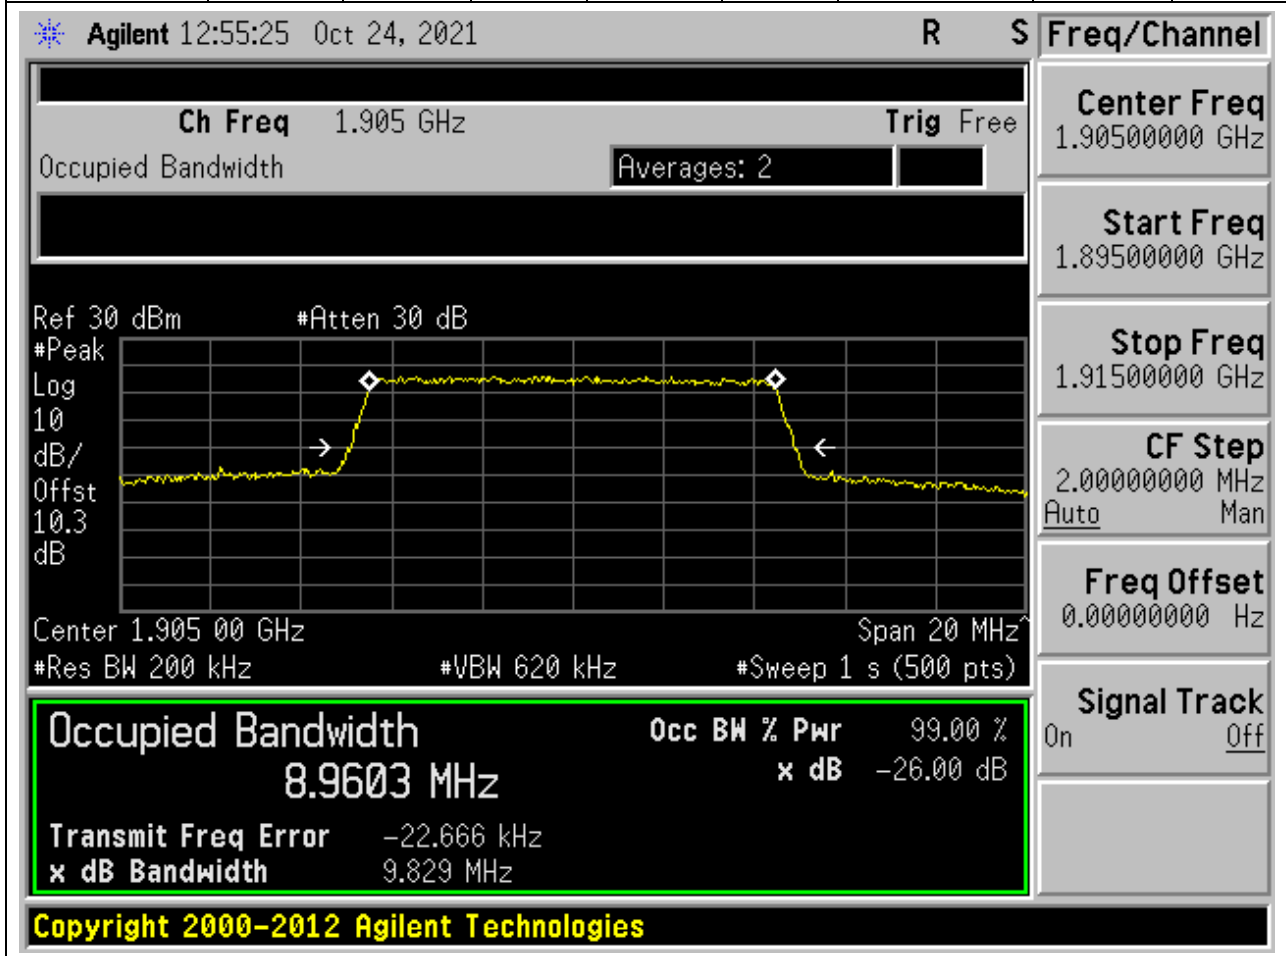 Agilent 12:55:25 Oct 24, 2021 R S
Freq/Channel
Ch Freq 1.905 GHz Trig Free
Occupied Bandwidth Averages: 2
Center Freq
1.90500000 GHz
Start Freq
1.89500000 GHz
Stop Freq
1.91500000 GHz
CF Step
2.00000000 MHz
Auto Man
Freq Offset
0.00000000 Hz
Signal Track
On Off
Ref 30 dBm #Atten 30 dB
#Peak
Log
10
dB/
Offst
10.3
dB
Center 1.905 00 GHz Span 20 MHz^
#Res BW 200 kHz #VBW 620 kHz #Sweep 1 s (500 pts)
Occupied Bandwidth Occ BW % Pwr 99.00 %
8.9603 MHz x dB -26.00 dB
Transmit Freq Error -22.666 kHz
x dB Bandwidth 9.829 MHz
Copyright 2000-2012 Agilent Technologies